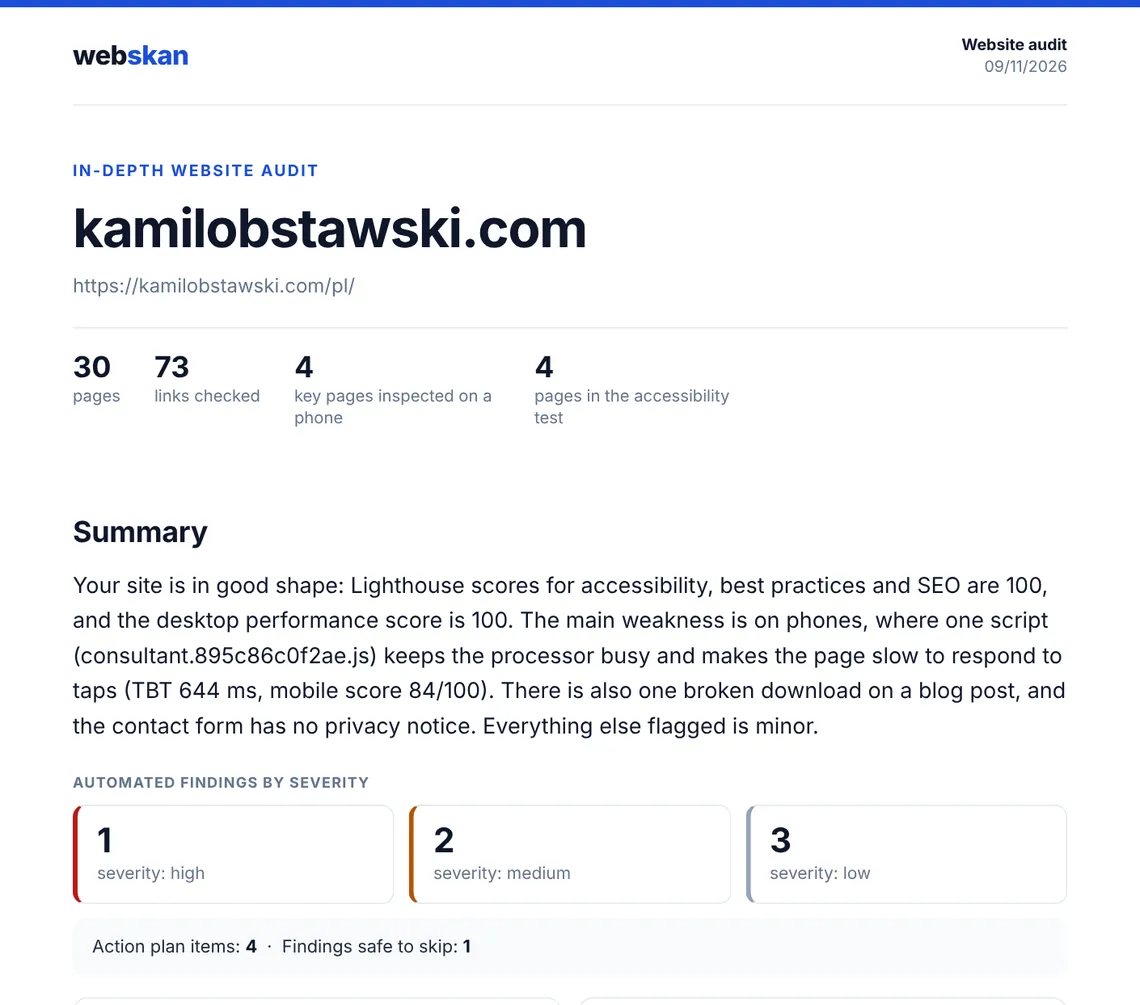 webskan
Website audit
09/11/2026
IN-DEPTH WEBSITE AUDIT
kamilobstawski.com
https://kamilobstawski.com/pl/
30
pages
73
links checked
4
key pages inspected on a
phone
4
pages in the accessibility
test
Summary
Your site is in good shape: Lighthouse scores for accessibility, best practices and SEO are 100,
and the desktop performance score is 100. The main weakness is on phones, where one script
(consultant.895c86c0f2ae.js) keeps the processor busy and makes the page slow to respond to
taps (TBT 644 ms, mobile score 84/100). There is also one broken download on a blog post, and
the contact form has no privacy notice. Everything else flagged is minor.
AUTOMATED FINDINGS BY SEVERITY
1
severity: high
2
severity: medium
3
severity: low
Action plan items: 4 · Findings safe to skip: 1